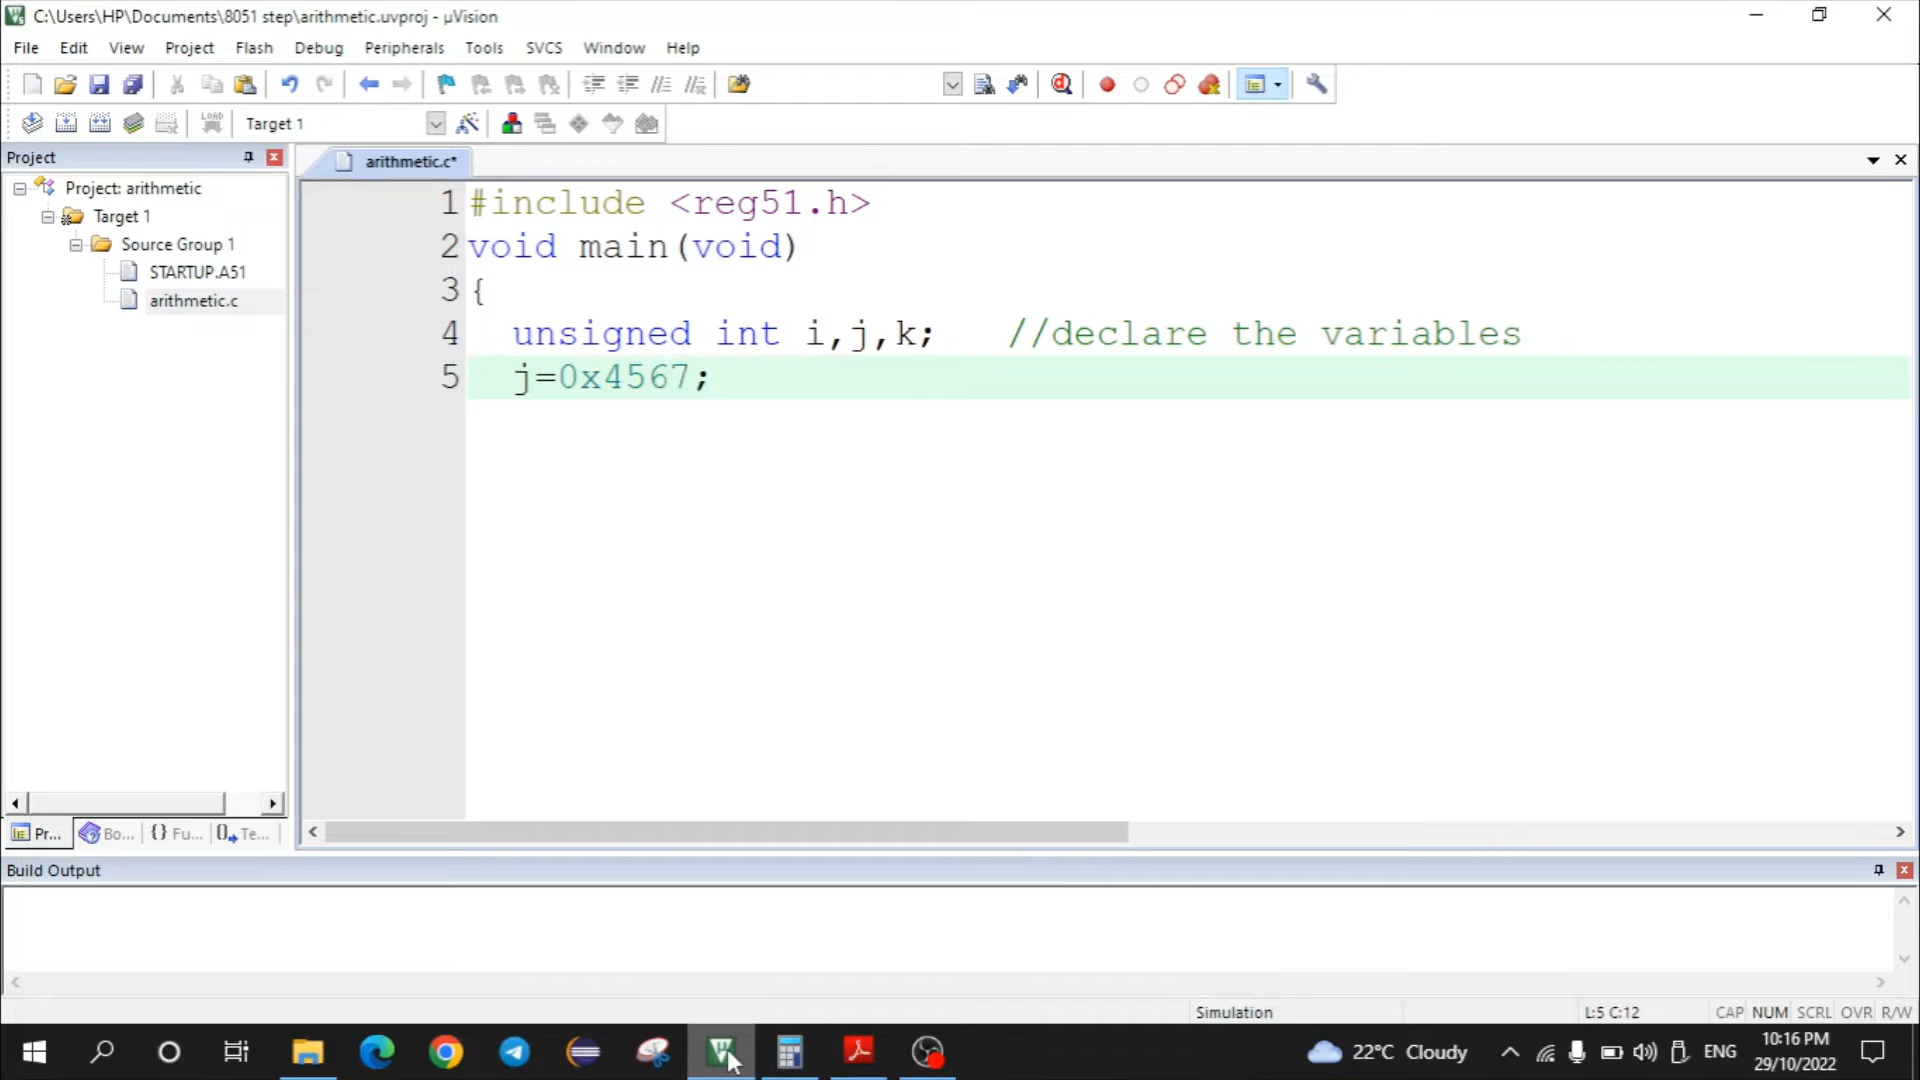 C:\Users\HP\Documents\8051 step\arithmetic.uvproj - µVision
File Edit View Project Flash Debug Peripherals Tools SVCS Window Help
LOAD Target 1
Project
Project: arithmetic
Target 1
Source Group 1
STARTUP.A51
arithmetic.c
arithmetic.c*
1 #include <reg51.h>
2 void main(void)
3 {
4 unsigned int i,j,k; //declare the variables
5 j=0x4567;
Pr... Bo... {} Fu... Te...
Build Output
Simulation L:5 C:12 CAP NUM SCRL OVR R/W
22°C Cloudy ENG
10:16 PM
29/10/2022